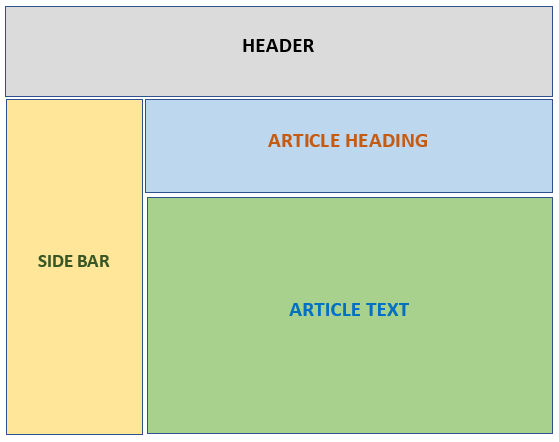 HEADER
ARTICLE HEADING
SIDE BAR
ARTICLE TEXT